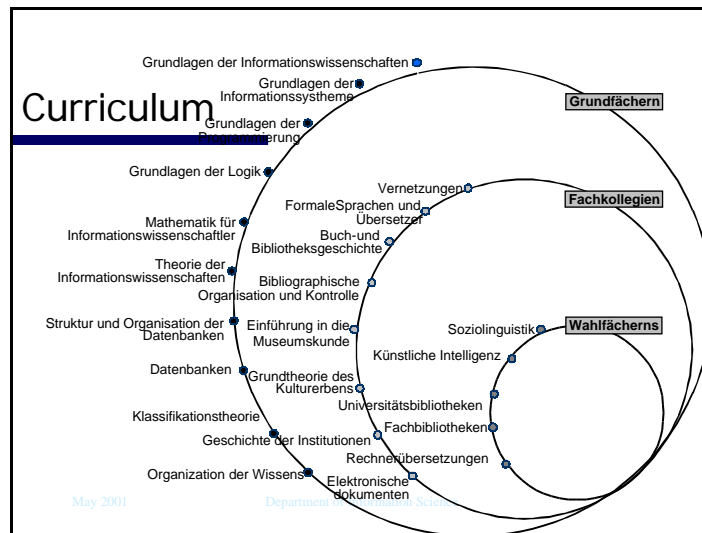 Curriculum
Grundlagen der Informationswissenschaften
Grundlagen der
Informationssystheme
Grundlagen der
Programmierung
Grundlagen der Logik
Mathematik für
Informationswissenschaftler
Theorie der
Informationswissenschaften
Struktur und Organisation der
Datenbanken
Datenbanken
Klassifikationstheorie
Organization der Wissens
Grundfächern
Vernetzungen
FormaleSprachen und
Übersetzer
Buch-und
Bibliotheksgeschichte
Bibliographische
Organisation und Kontrolle
Einführung in die
Museumskunde
Grundtheorie des
Kulturerbens
Geschichte der Institutionen
Elektronische
dokumenten
Fachkollegien
Soziolinguistik
Künstliche Intelligenz
Universitätsbibliotheken
Fachbibliotheken
Rechnerübersetzungen
Wahlfächerns
May 2001
Department of Information Science